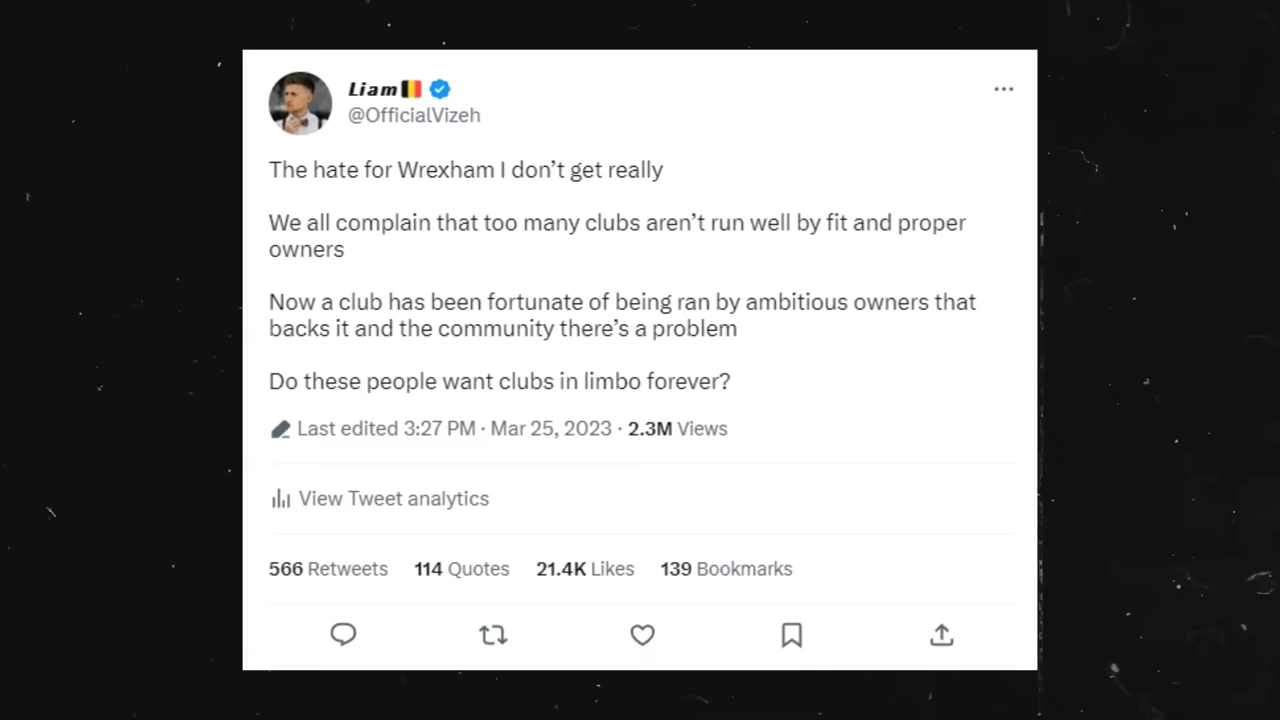 Liam🇧🇪
@OfficialVizeh
The hate for Wrexham I don’t get really
We all complain that too many clubs aren’t run well by fit and proper
owners
Now a club has been fortunate of being ran by ambitious owners that
backs it and the community there’s a problem
Do these people want clubs in limbo forever?
Last edited 3:27 PM · Mar 25, 2023 · 2.3M Views
View Tweet analytics
566 Retweets 114 Quotes 21.4K Likes 139 Bookmarks